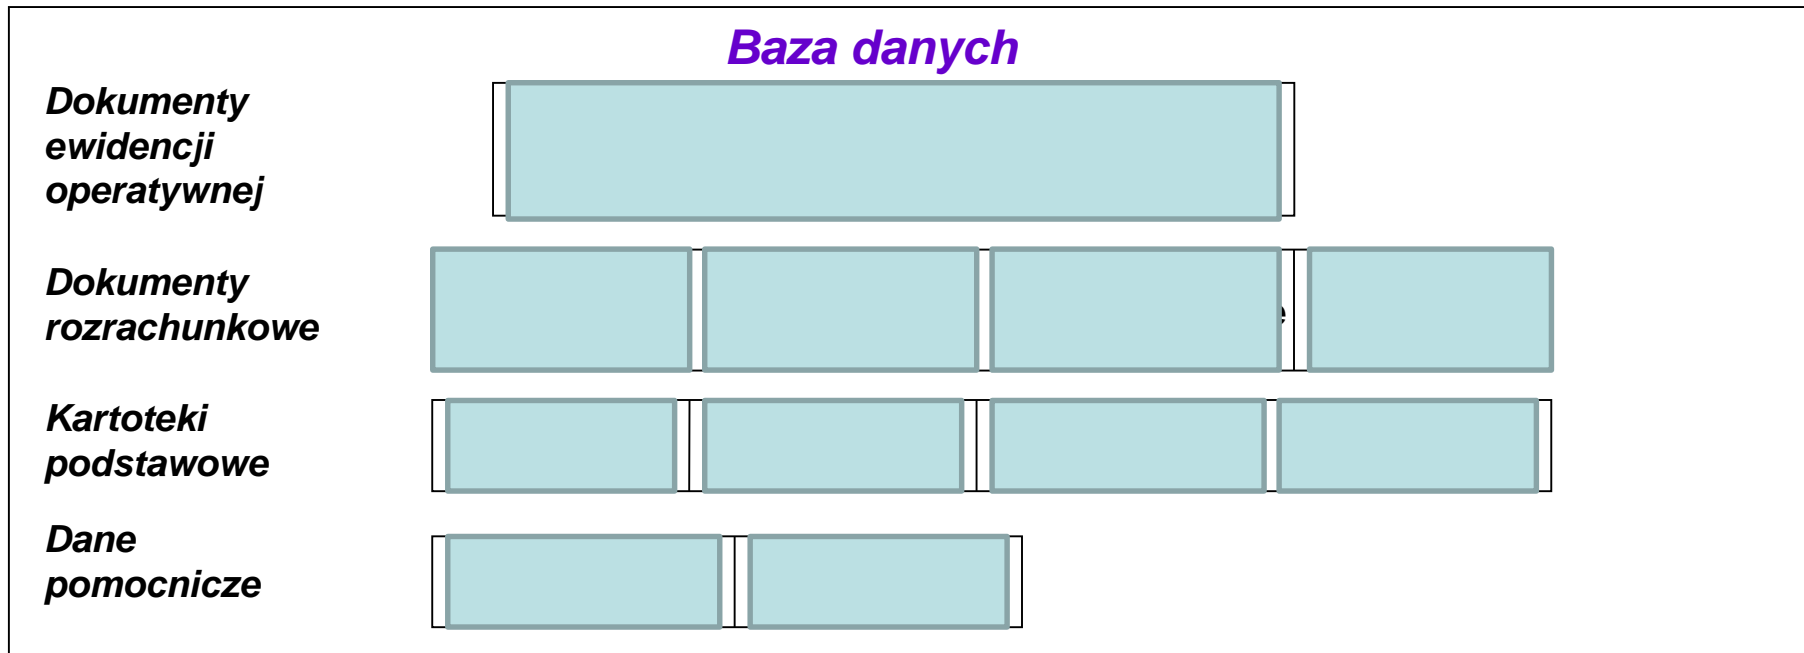 Baza danych
Dokumenty
ewidencji
operatywnej
Dokumenty
rozrachunkowe
Kartoteki
podstawowe
Dane
pomocnicze